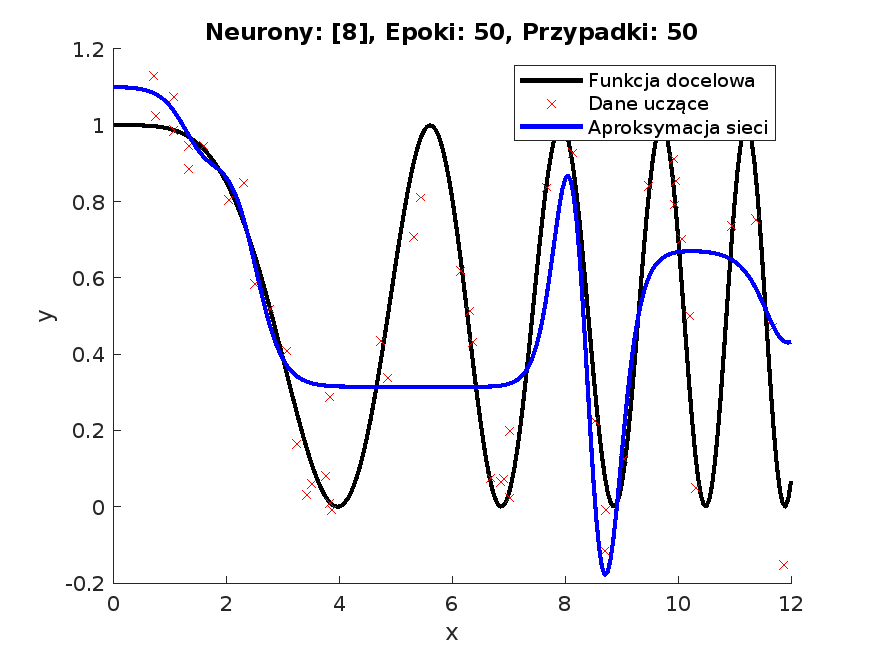 Neurony: [8], Epoki: 50, Przypadki: 50
1.2
Funkcja docelowa
Dane uczące
Aproksymacja sieci
1
0.8
0.6
y
0.4
0.2
0
-0.2
0 2 4 6 8 10 12
x